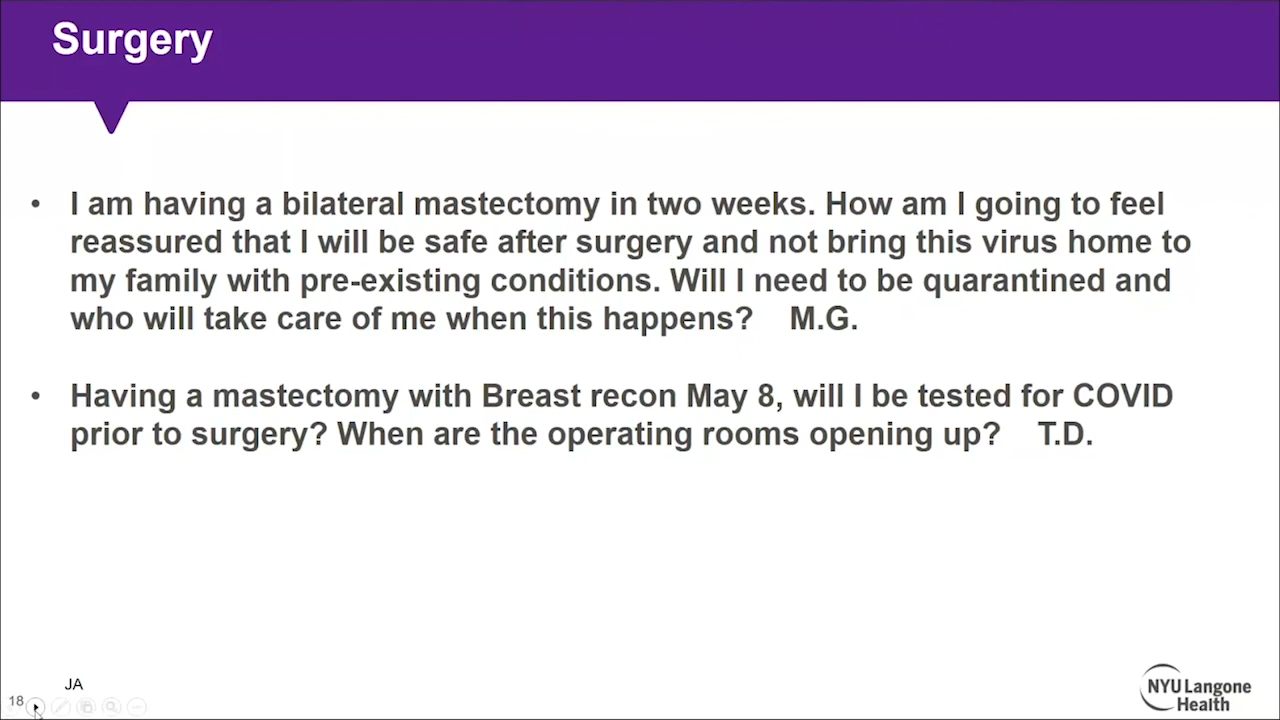 Surgery
• I am having a bilateral mastectomy in two weeks. How am I going to feel
reassured that I will be safe after surgery and not bring this virus home to
my family with pre-existing conditions. Will I need to be quarantined and
who will take care of me when this happens? M.G.
• Having a mastectomy with Breast recon May 8, will I be tested for COVID
prior to surgery? When are the operating rooms opening up? T.D.
JA
18
NYU Langone
Health